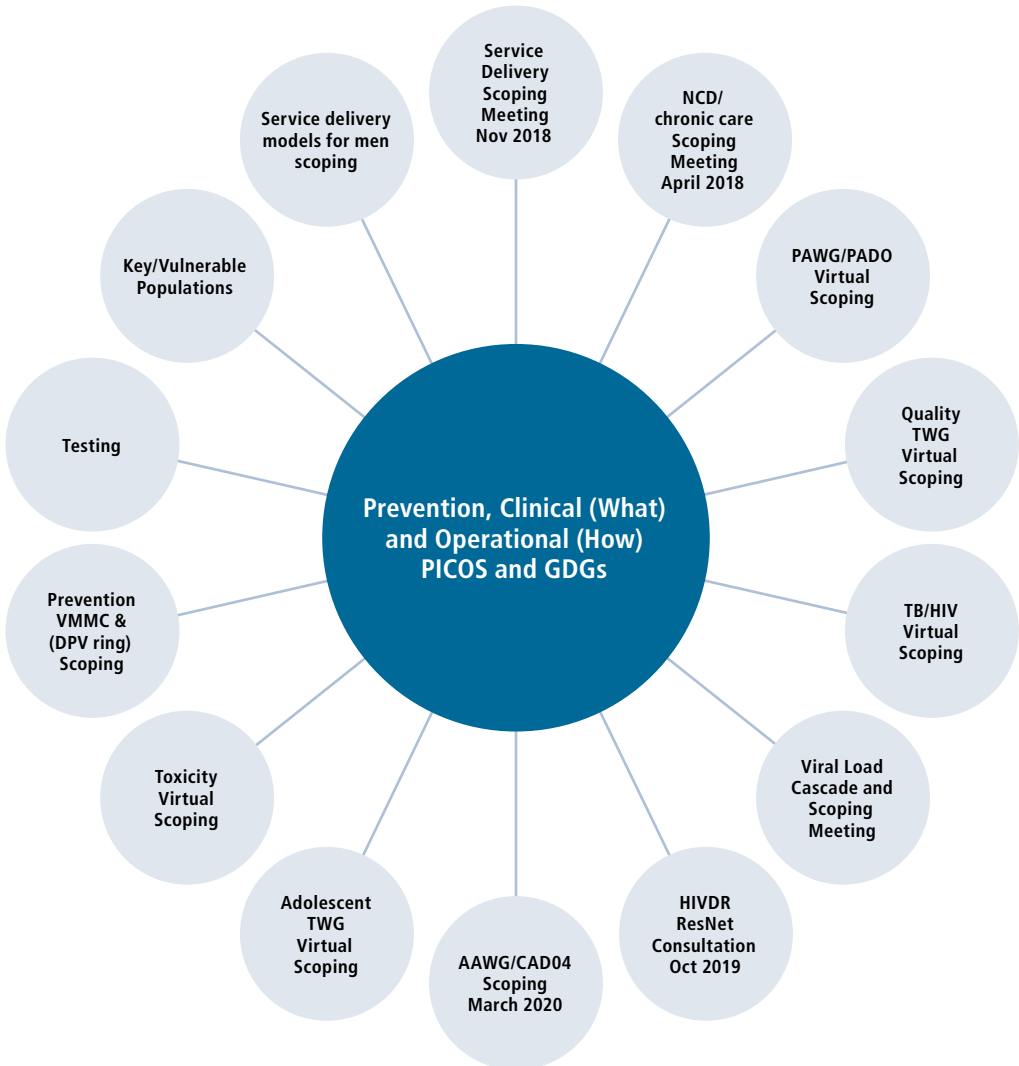 Service
Delivery
Scoping
Meeting
Nov 2018
NCD/
chronic care
Scoping
Meeting
April 2018
PAWG/PADO
Virtual
Scoping
Quality
TWG
Virtual
Scoping
TB/HIV
Virtual
Scoping
Viral Load
Cascade and
Scoping
Meeting
HIVDR
ResNet
Consultation
Oct 2019
AAWG/CAD04
Scoping
March 2020
Adolescent
TWG
Virtual
Scoping
Toxicity
Virtual
Scoping
Prevention
VMMC &
(DPV ring)
Scoping
Testing
Key/Vulnerable
Populations
Service delivery
models for men
scoping
Prevention, Clinical (What)
and Operational (How)
PICOS and GDGs